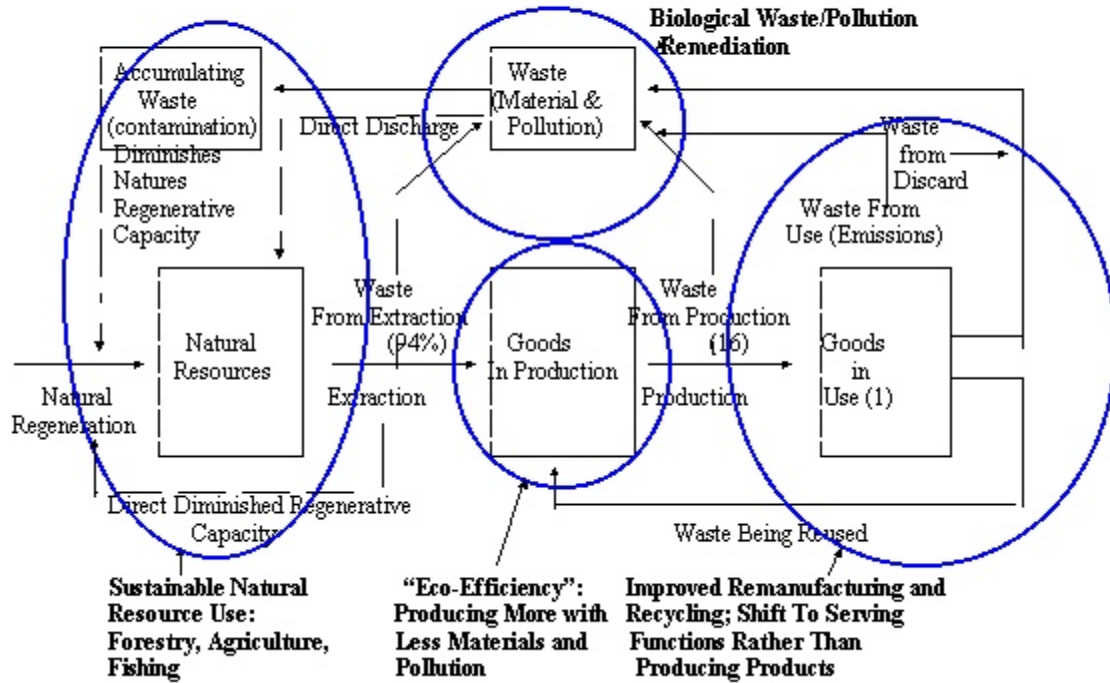 Biological Waste/Pollution
Remediation
Accumulating
Waste
(contamination)
Diminishes
Natures
Regenerative
Capacity
Direct Discharge
Waste
(Material &
Pollution)
Waste
from
Discard
Waste From
Use (Emissions)
Natural
Resources
Waste
From Extraction
(94%)
Goods
In Production
Waste
From Production
(16)
Goods
in
Use (1)
Natural
Regeneration
Extraction
Production
Direct Diminished Regenerative
Capacity
Waste Being Reused
Sustainable Natural
Resource Use:
Forestry, Agriculture,
Fishing
“Eco-Efficiency”:
Producing More with
Less Materials and
Pollution
Improved Remanufacturing and
Recycling; Shift To Serving
Functions Rather Than
Producing Products